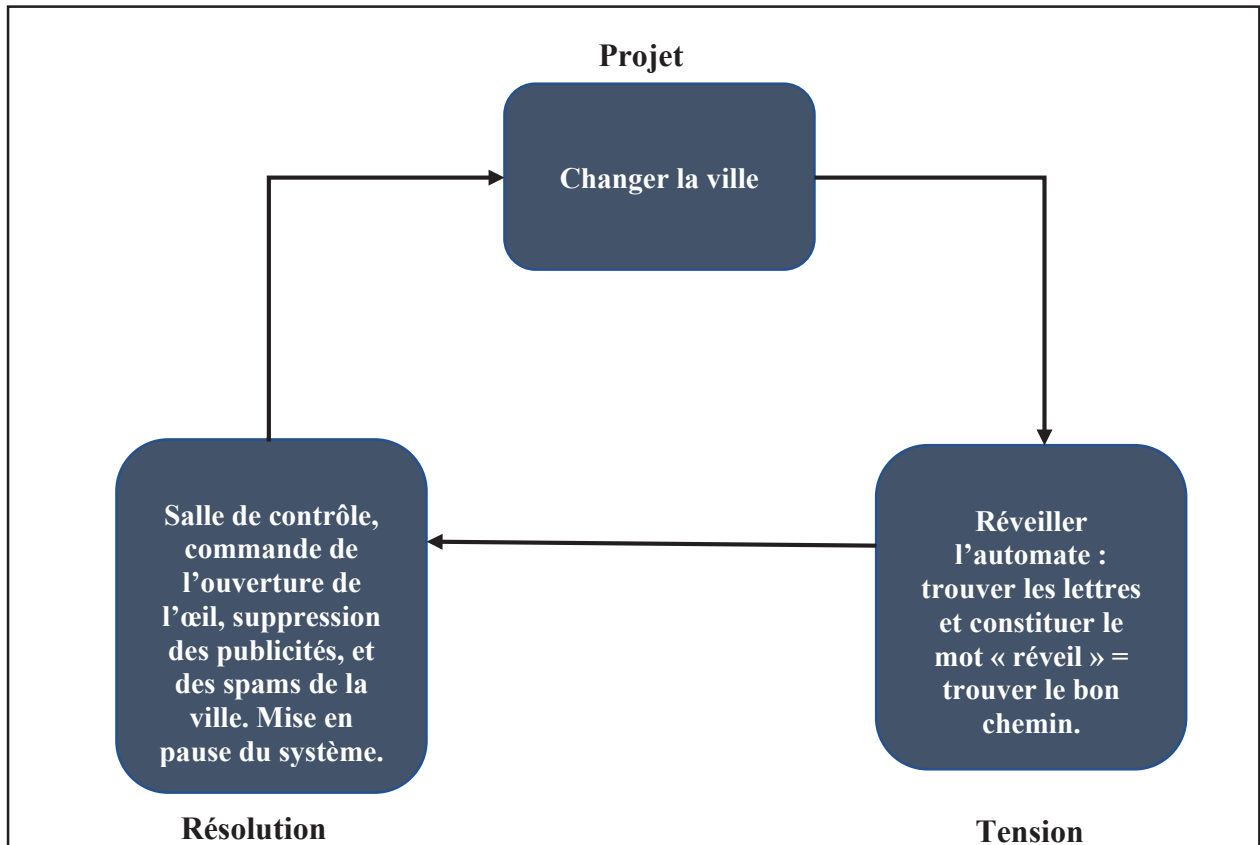 Projet
Changer la ville
Salle de contrôle,
commande de
l’ouverture de
l’œil, suppression
des publicités, et
des spams de la
ville. Mise en
pause du système.
Réveiller
l’automate :
trouver les lettres
et constituer le
mot « réveil » =
trouver le bon
chemin.
Résolution
Tension